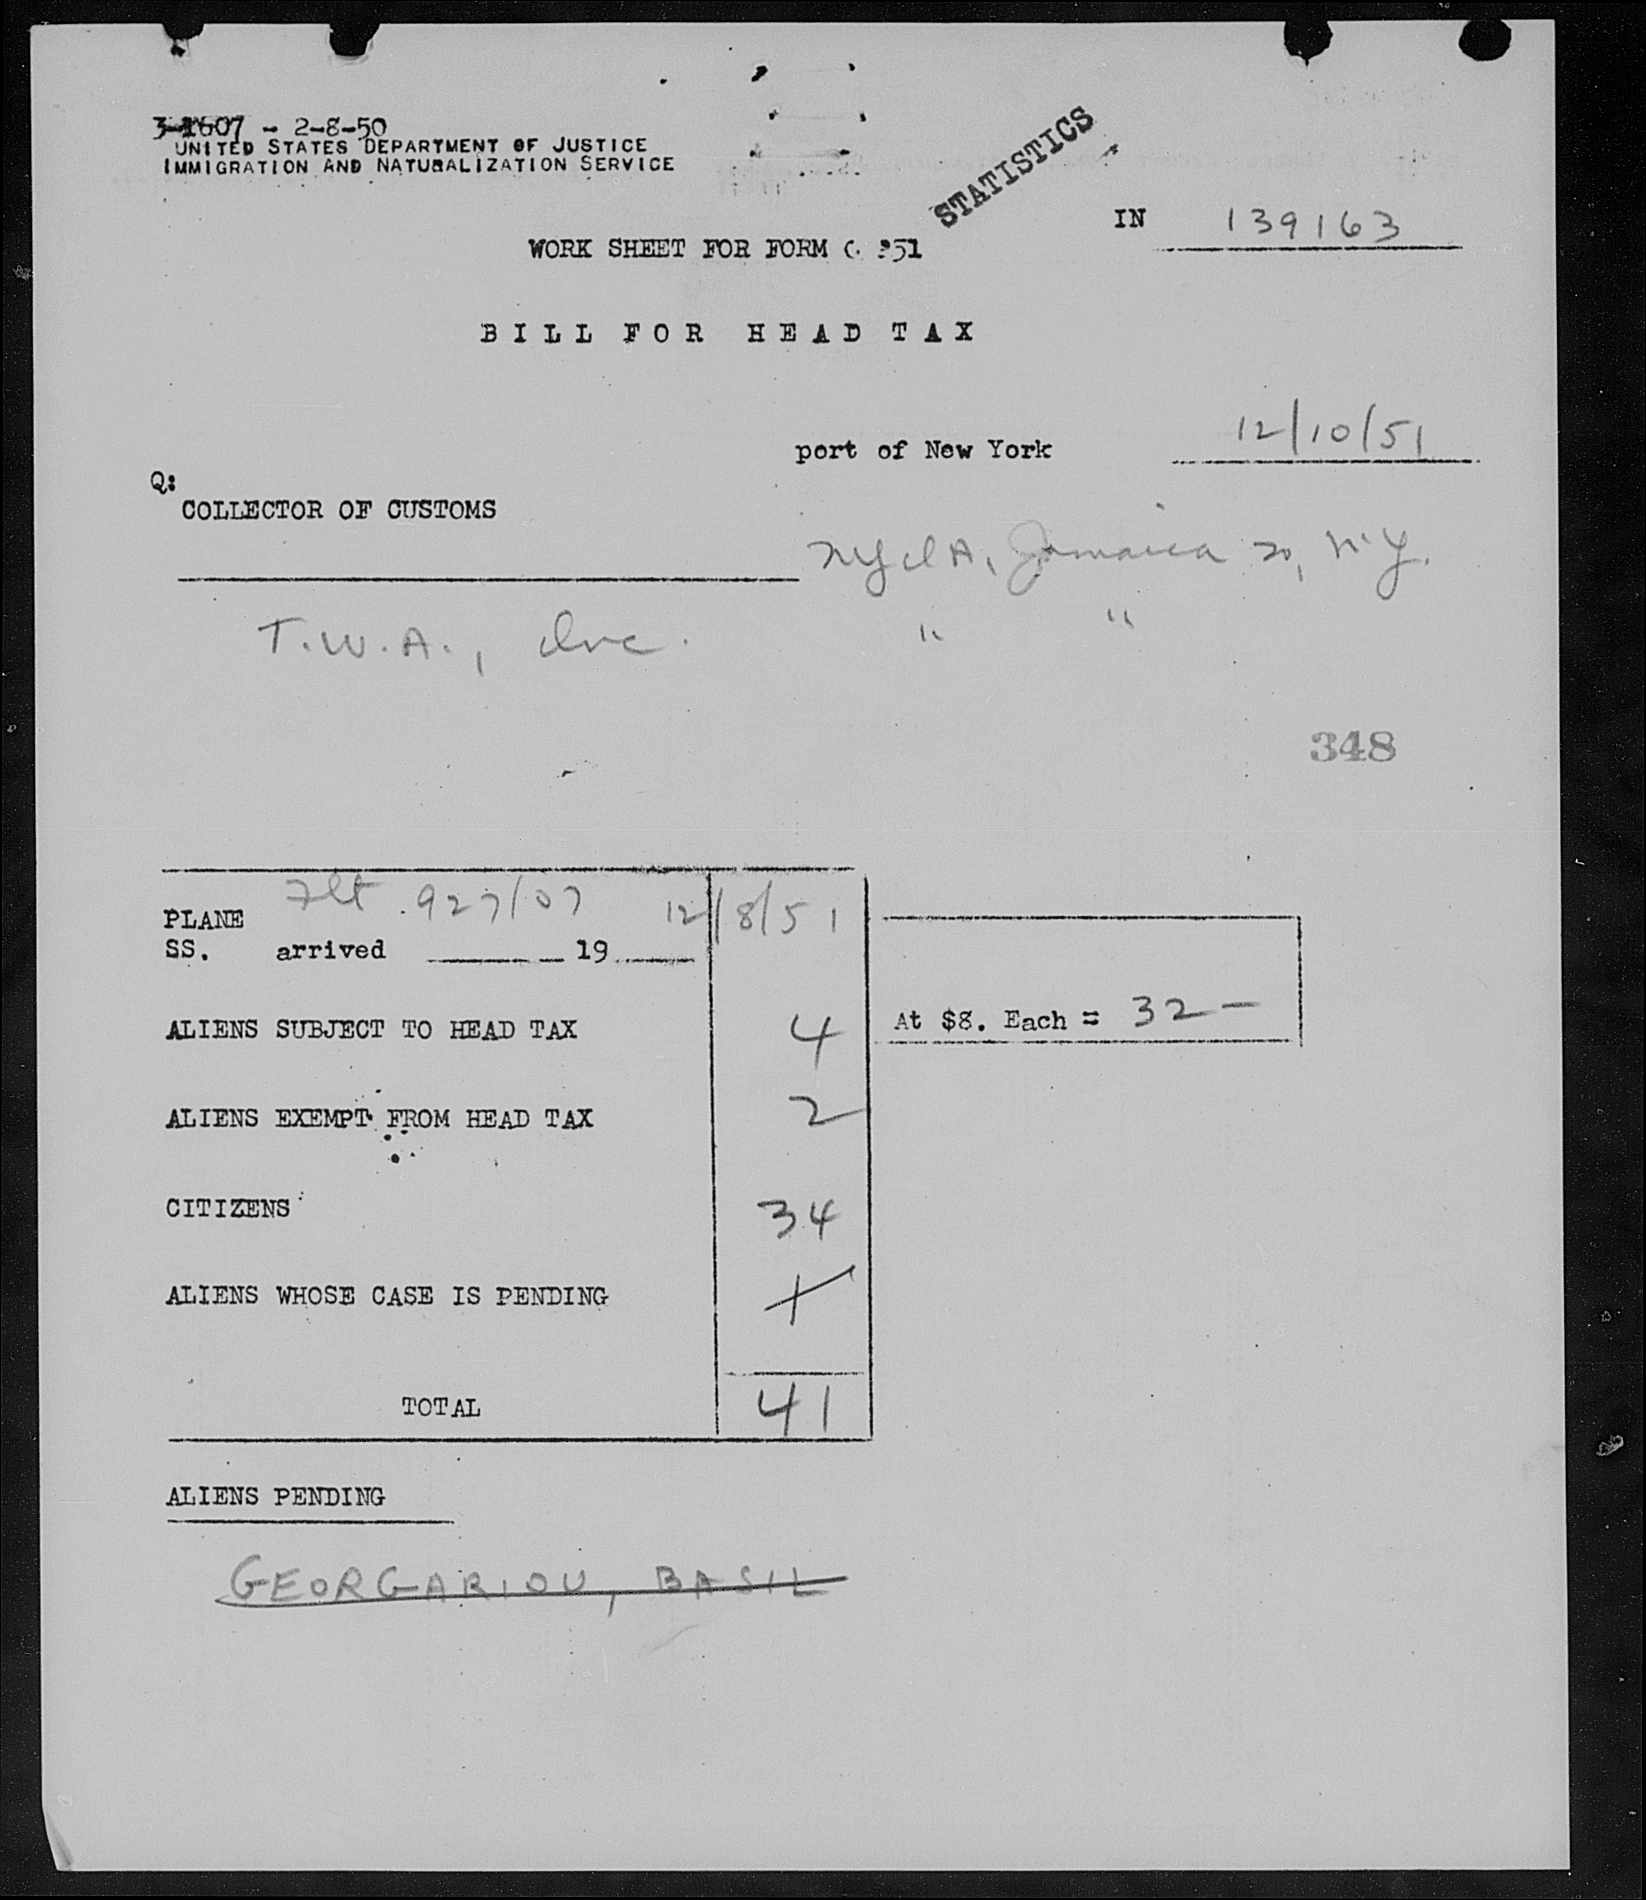 3-1607 - 2-8-50
UNITED STATES DEPARTMENT OF JUSTICE
IMMIGRATION AND NATURALIZATION SERVICE
STATISTICS
IN 139163
WORK SHEET FOR FORM 51
BILL FOR HEAD TAX
port of New York 12/10/51
Q:
COLLECTOR OF CUSTOMS
NYIA, Jamaica 20, N.Y.
T.W.A., Inc. " "
348
PLANE Flt 927/07 12/8/51
SS. arrived 19
ALIENS SUBJECT TO HEAD TAX 4 At $8. Each = 32 -
ALIENS EXEMPT FROM HEAD TAX 2
CITIZENS 34
ALIENS WHOSE CASE IS PENDING
TOTAL 41
ALIENS PENDING
GEORGARIOU, BASIL